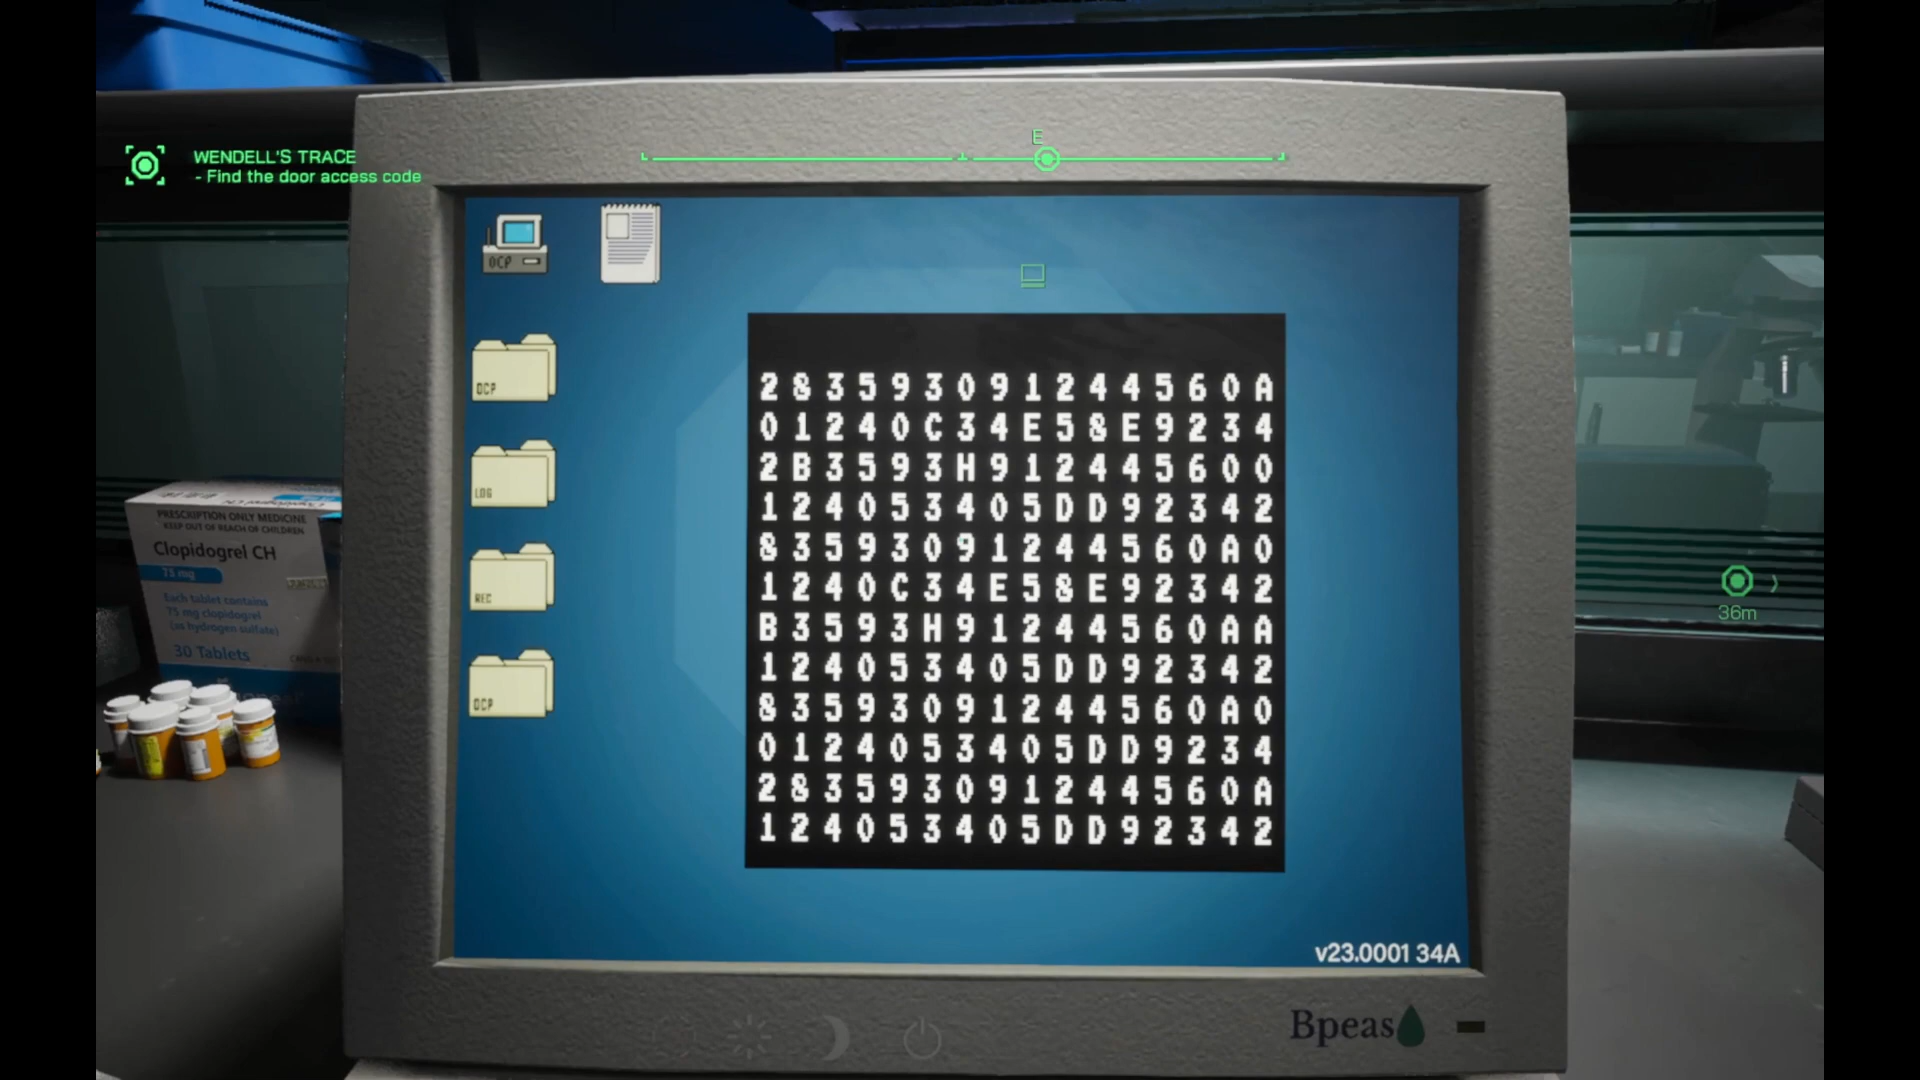 E
WENDELL'S TRACE
- Find the door access code
OCP
OCP
LOG
REC
OCP
2 8 3 5 9 3 0 9 1 2 4 4 5 6 0 A
0 1 2 4 0 C 3 4 E 5 8 E 9 2 3 4
2 B 3 5 9 3 H 9 1 2 4 4 5 6 0 0
1 2 4 0 5 3 4 0 5 D D 9 2 3 4 2
8 3 5 9 3 0 9 1 2 4 4 5 6 0 A 0
1 2 4 0 C 3 4 E 5 8 E 9 2 3 4 2
B 3 5 9 3 H 9 1 2 4 4 5 6 0 A A
1 2 4 0 5 3 4 0 5 D D 9 2 3 4 2
8 3 5 9 3 0 9 1 2 4 4 5 6 0 A 0
0 1 2 4 0 5 3 4 0 5 D D 9 2 3 4
2 8 3 5 9 3 0 9 1 2 4 4 5 6 0 A
1 2 4 0 5 3 4 0 5 D D 9 2 3 4 2
v23.0001 34A
Bpeas
36m
PRESCRIPTION ONLY MEDICINE
KEEP OUT OF REACH OF CHILDREN
Clopidogrel CH
75 mg
Each tablet contains
75 mg clopidogrel
(as hydrogen sulfate)
30 Tablets